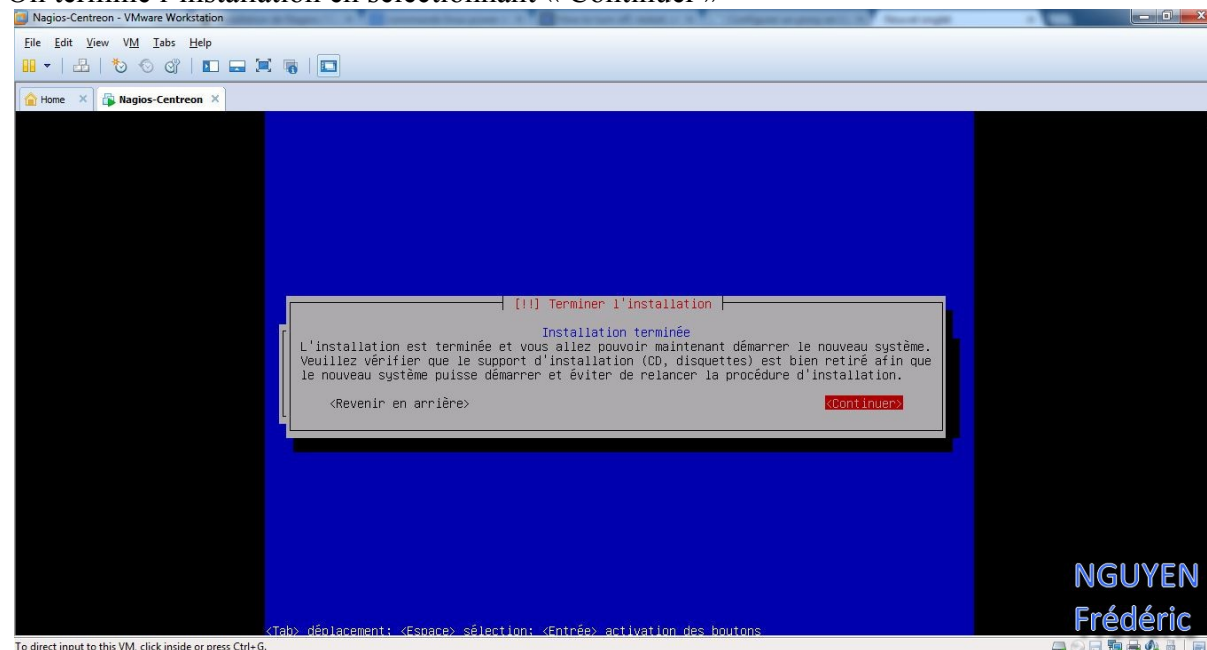 On termine l'installation en sélectionnant « Continuer »
Nagios-Centreon - VMware Workstation
File Edit View VM Tabs Help
Home Nagios-Centreon
[!!] Terminer l'installation
Installation terminée
L'installation est terminée et vous allez pouvoir maintenant démarrer le nouveau système.
Veuillez vérifier que le support d'installation (CD, disquettes) est bien retiré afin que
le nouveau système puisse démarrer et éviter de relancer la procédure d'installation.
<Revenir en arrière> <Continuer>
NGUYEN
Frédéric
<Tab> déplacement; <Espace> sélection; <Entrée> activation des boutons
To direct input to this VM, click inside or press Ctrl+G.